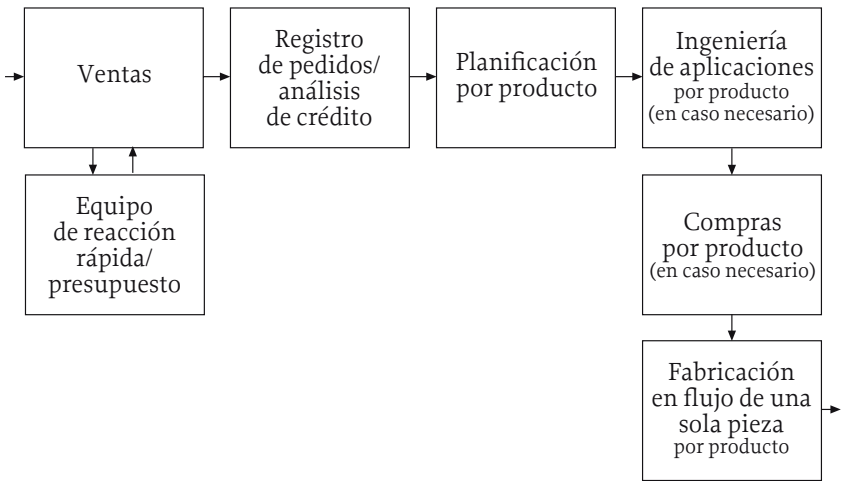 Ventas
Registro
de pedidos/
análisis
de crédito
Planificación
por producto
Ingeniería
de aplicaciones
por producto
(en caso necesario)
Equipo
de reacción
rápida/
presupuesto
Compras
por producto
(en caso necesario)
Fabricación
en flujo de una
sola pieza
por producto